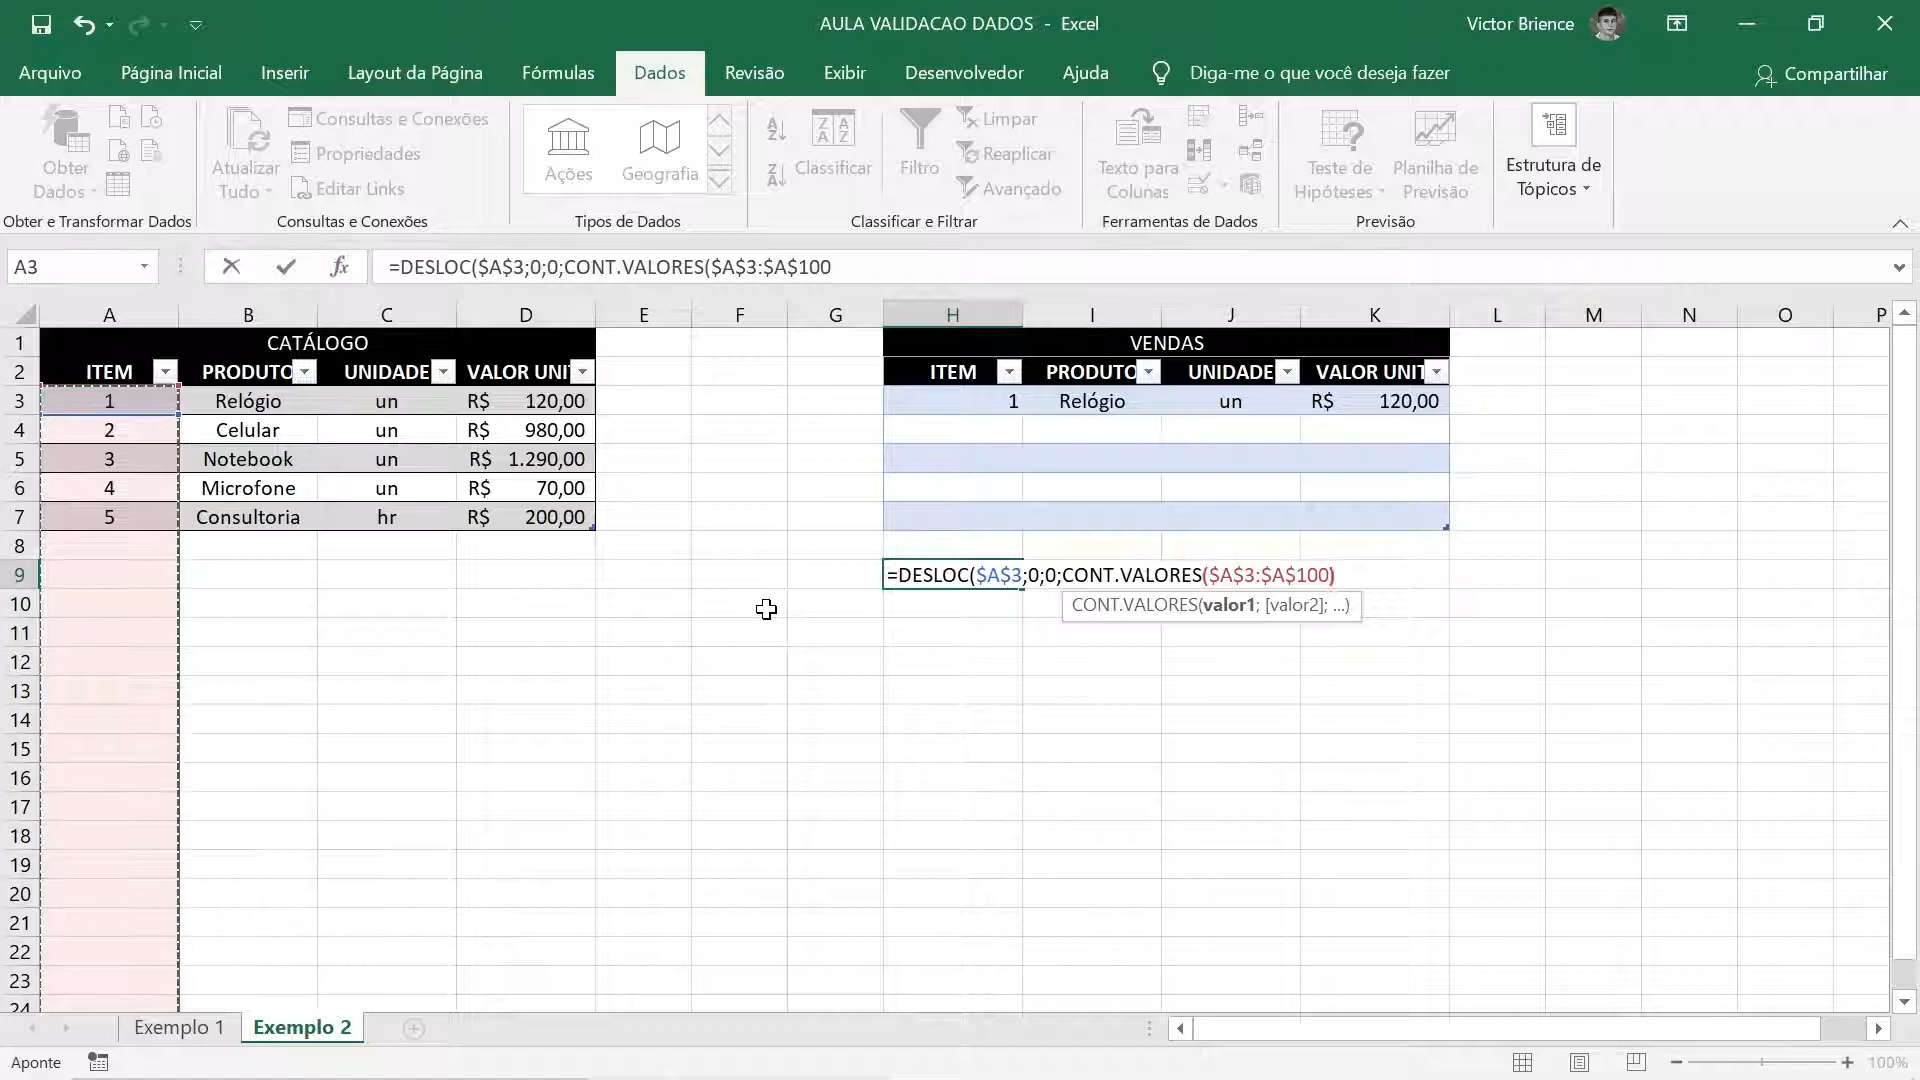 AULA VALIDACAO DADOS - Excel
Victor Brience
Arquivo
Página Inicial
Inserir
Layout da Página
Fórmulas
Dados
Revisão
Exibir
Desenvolvedor
Ajuda
Diga-me o que você deseja fazer
Compartilhar
Obter Dados
Atualizar Tudo
Consultas e Conexões
Propriedades
Editar Links
Ações
Geografia
Classificar
Filtro
Limpar
Reaplicar
Avançado
Texto para Colunas
Teste de Hipóteses
Planilha de Previsão
Estrutura de Tópicos
Obter e Transformar Dados
Consultas e Conexões
Tipos de Dados
Classificar e Filtrar
Ferramentas de Dados
Previsão
A3
fx
=DESLOC($A$3;0;0;CONT.VALORES($A$3:$A$100
A B C D E F G H I J K L M N O P
1 CATÁLOGO VENDAS
2 ITEM PRODUTO UNIDADE VALOR UNIT ITEM PRODUTO UNIDADE VALOR UNIT
3 1 Relógio un R$ 120,00 1 Relógio un R$ 120,00
4 2 Celular un R$ 980,00
5 3 Notebook un R$ 1.290,00
6 4 Microfone un R$ 70,00
7 5 Consultoria hr R$ 200,00
8
9 =DESLOC($A$3;0;0;CONT.VALORES($A$3:$A$100)
10 CONT.VALORES(valor1; [valor2]; ...)
11
12
13
14
15
16
17
18
19
20
21
22
23
24
Exemplo 1
Exemplo 2
Aponte
100%